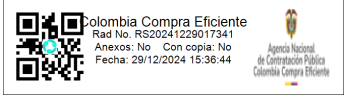 Colombia Compra Eficiente
Rad No. RS20241229017341
Anexos: No Con copia: No
Fecha: 29/12/2024 15:36:44
Agencia Nacional
de Contratación Pública
Colombia Compra Eficiente